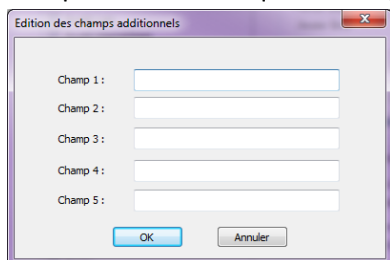 Edition des champs additionnels
Champ 1 :
Champ 2 :
Champ 3 :
Champ 4 :
Champ 5 :
OK Annuler